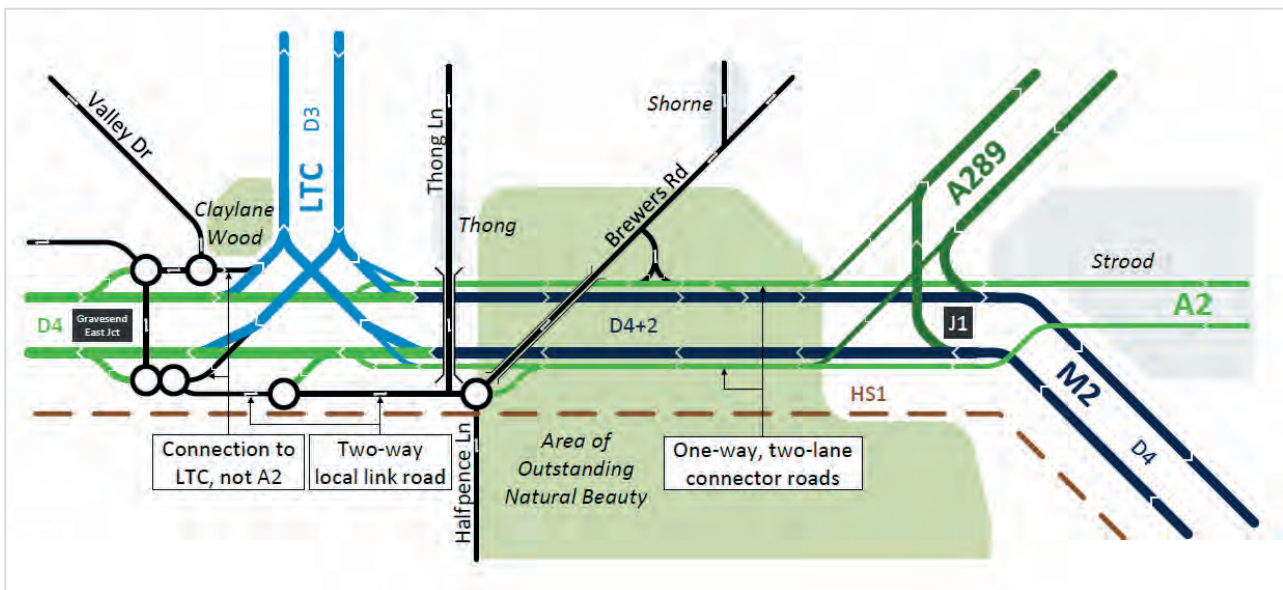 Valley Dr
D3
LTC
Thong Ln
Shorne
Brewers Rd
A289
Claylane
Wood
Thong
Strood
A2
D4
Gravesend
East Jct
D4+2
J1
M2
D4
HS1
Connection to
LTC, not A2
Two-way
local link road
Halfpence Ln
Area of
Outstanding
Natural Beauty
One-way, two-lane
connector roads